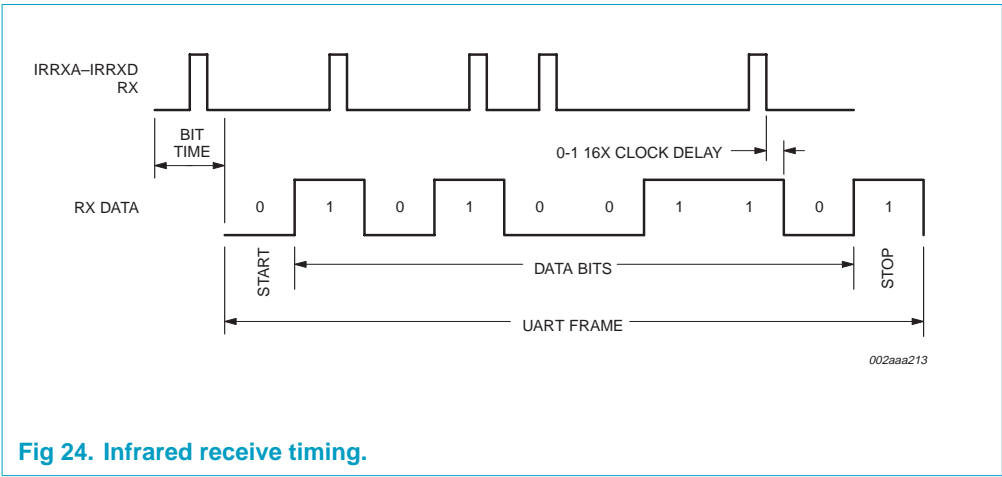 IRRXA–IRRXD
RX
BIT
TIME
0-1 16X CLOCK DELAY
RX DATA
0 1 0 1 0 0 1 1 0 1
START
DATA BITS
STOP
UART FRAME
002aaa213
Fig 24. Infrared receive timing.